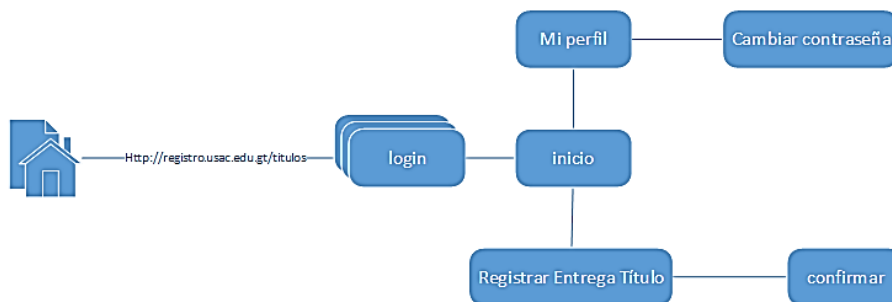 Mi perfil
Cambiar contraseña
Http://registro.usac.edu.gt/titulos
login
inicio
Registrar Entrega Título
confirmar